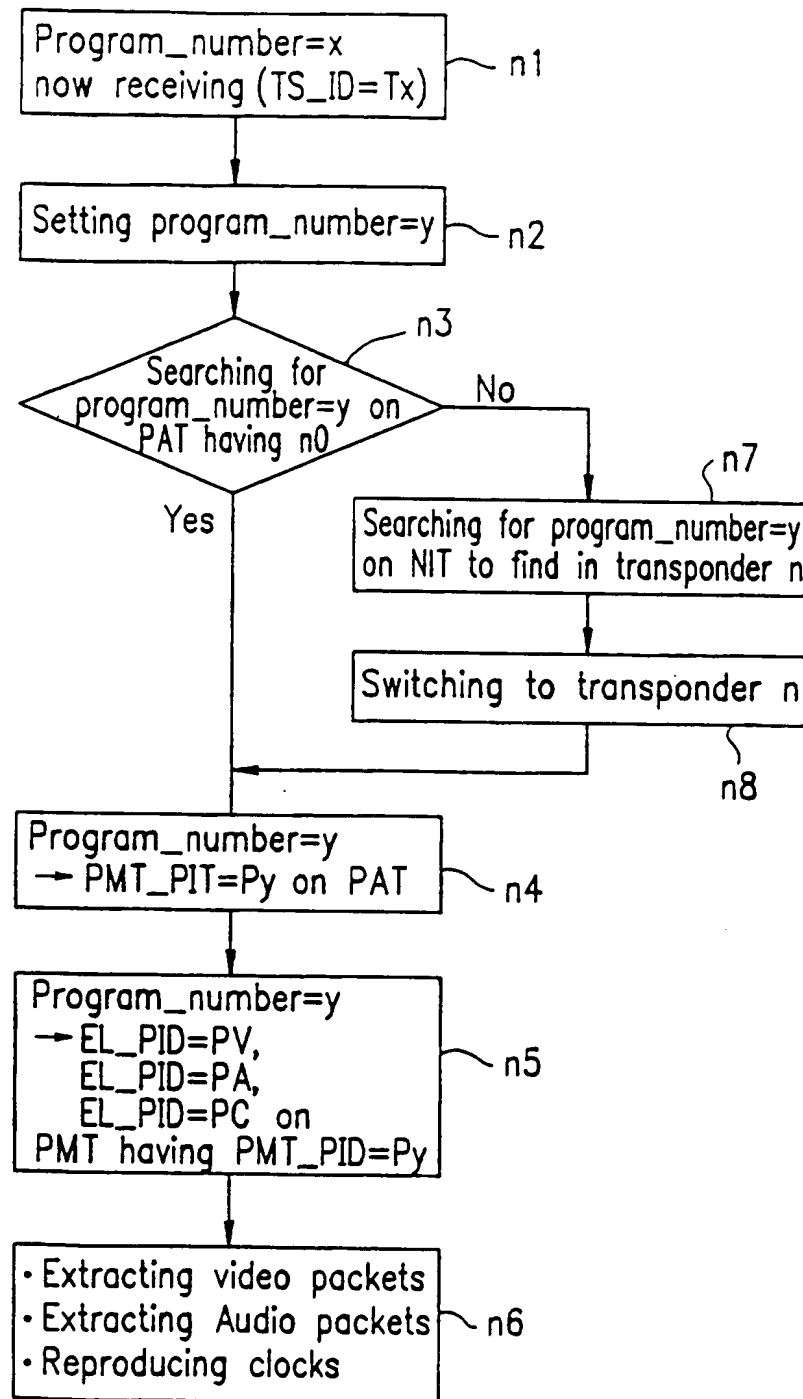 Program_number=x
now receiving (TS_ID=Tx)
n1
Setting program_number=y
n2
n3
Searching for
program_number=y on
PAT having n0
No
Yes
n7
Searching for program_number=y
on NIT to find in transponder n
Switching to transponder n
n8
Program_number=y
→ PMT_PIT=Py on PAT
n4
Program_number=y
→ EL_PID=PV,
EL_PID=PA,
EL_PID=PC on
PMT having PMT_PID=Py
n5
· Extracting video packets
· Extracting Audio packets
· Reproducing clocks
n6